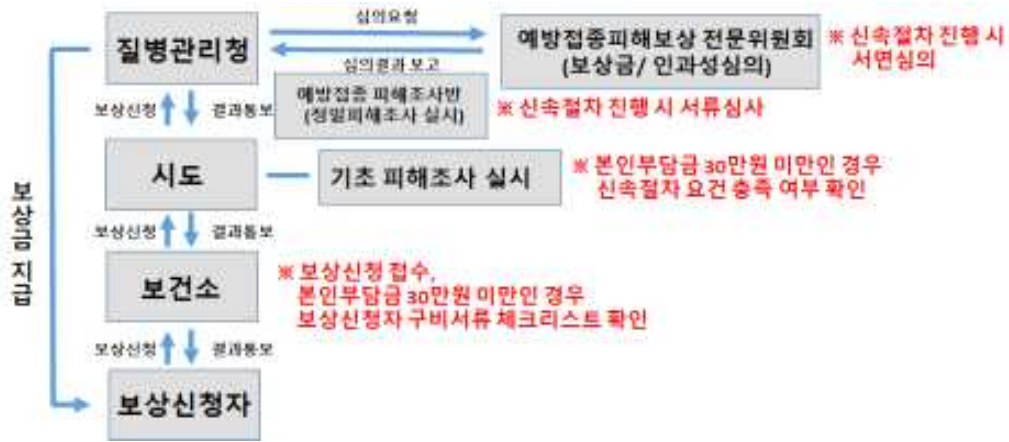 심의요청
질병관리청
예방접종피해보상 전문위원회
(보상금/ 인과성심의)
※ 신속절차 진행 시
서면심의
심의결과 보고
예방접종 피해조사반
(정밀피해조사 실시)
※ 신속절차 진행 시 서류심사
보상신청
결과통보
시도
기초 피해조사 실시
※ 본인부담금 30만원 미만인 경우
신속절차 요건 충족 여부 확인
보상금 지급
보상신청
결과통보
보건소
※ 보상신청 접수,
본인부담금 30만원 미만인 경우
보상신청자 구비서류 체크리스트 확인
보상신청
결과통보
보상신청자